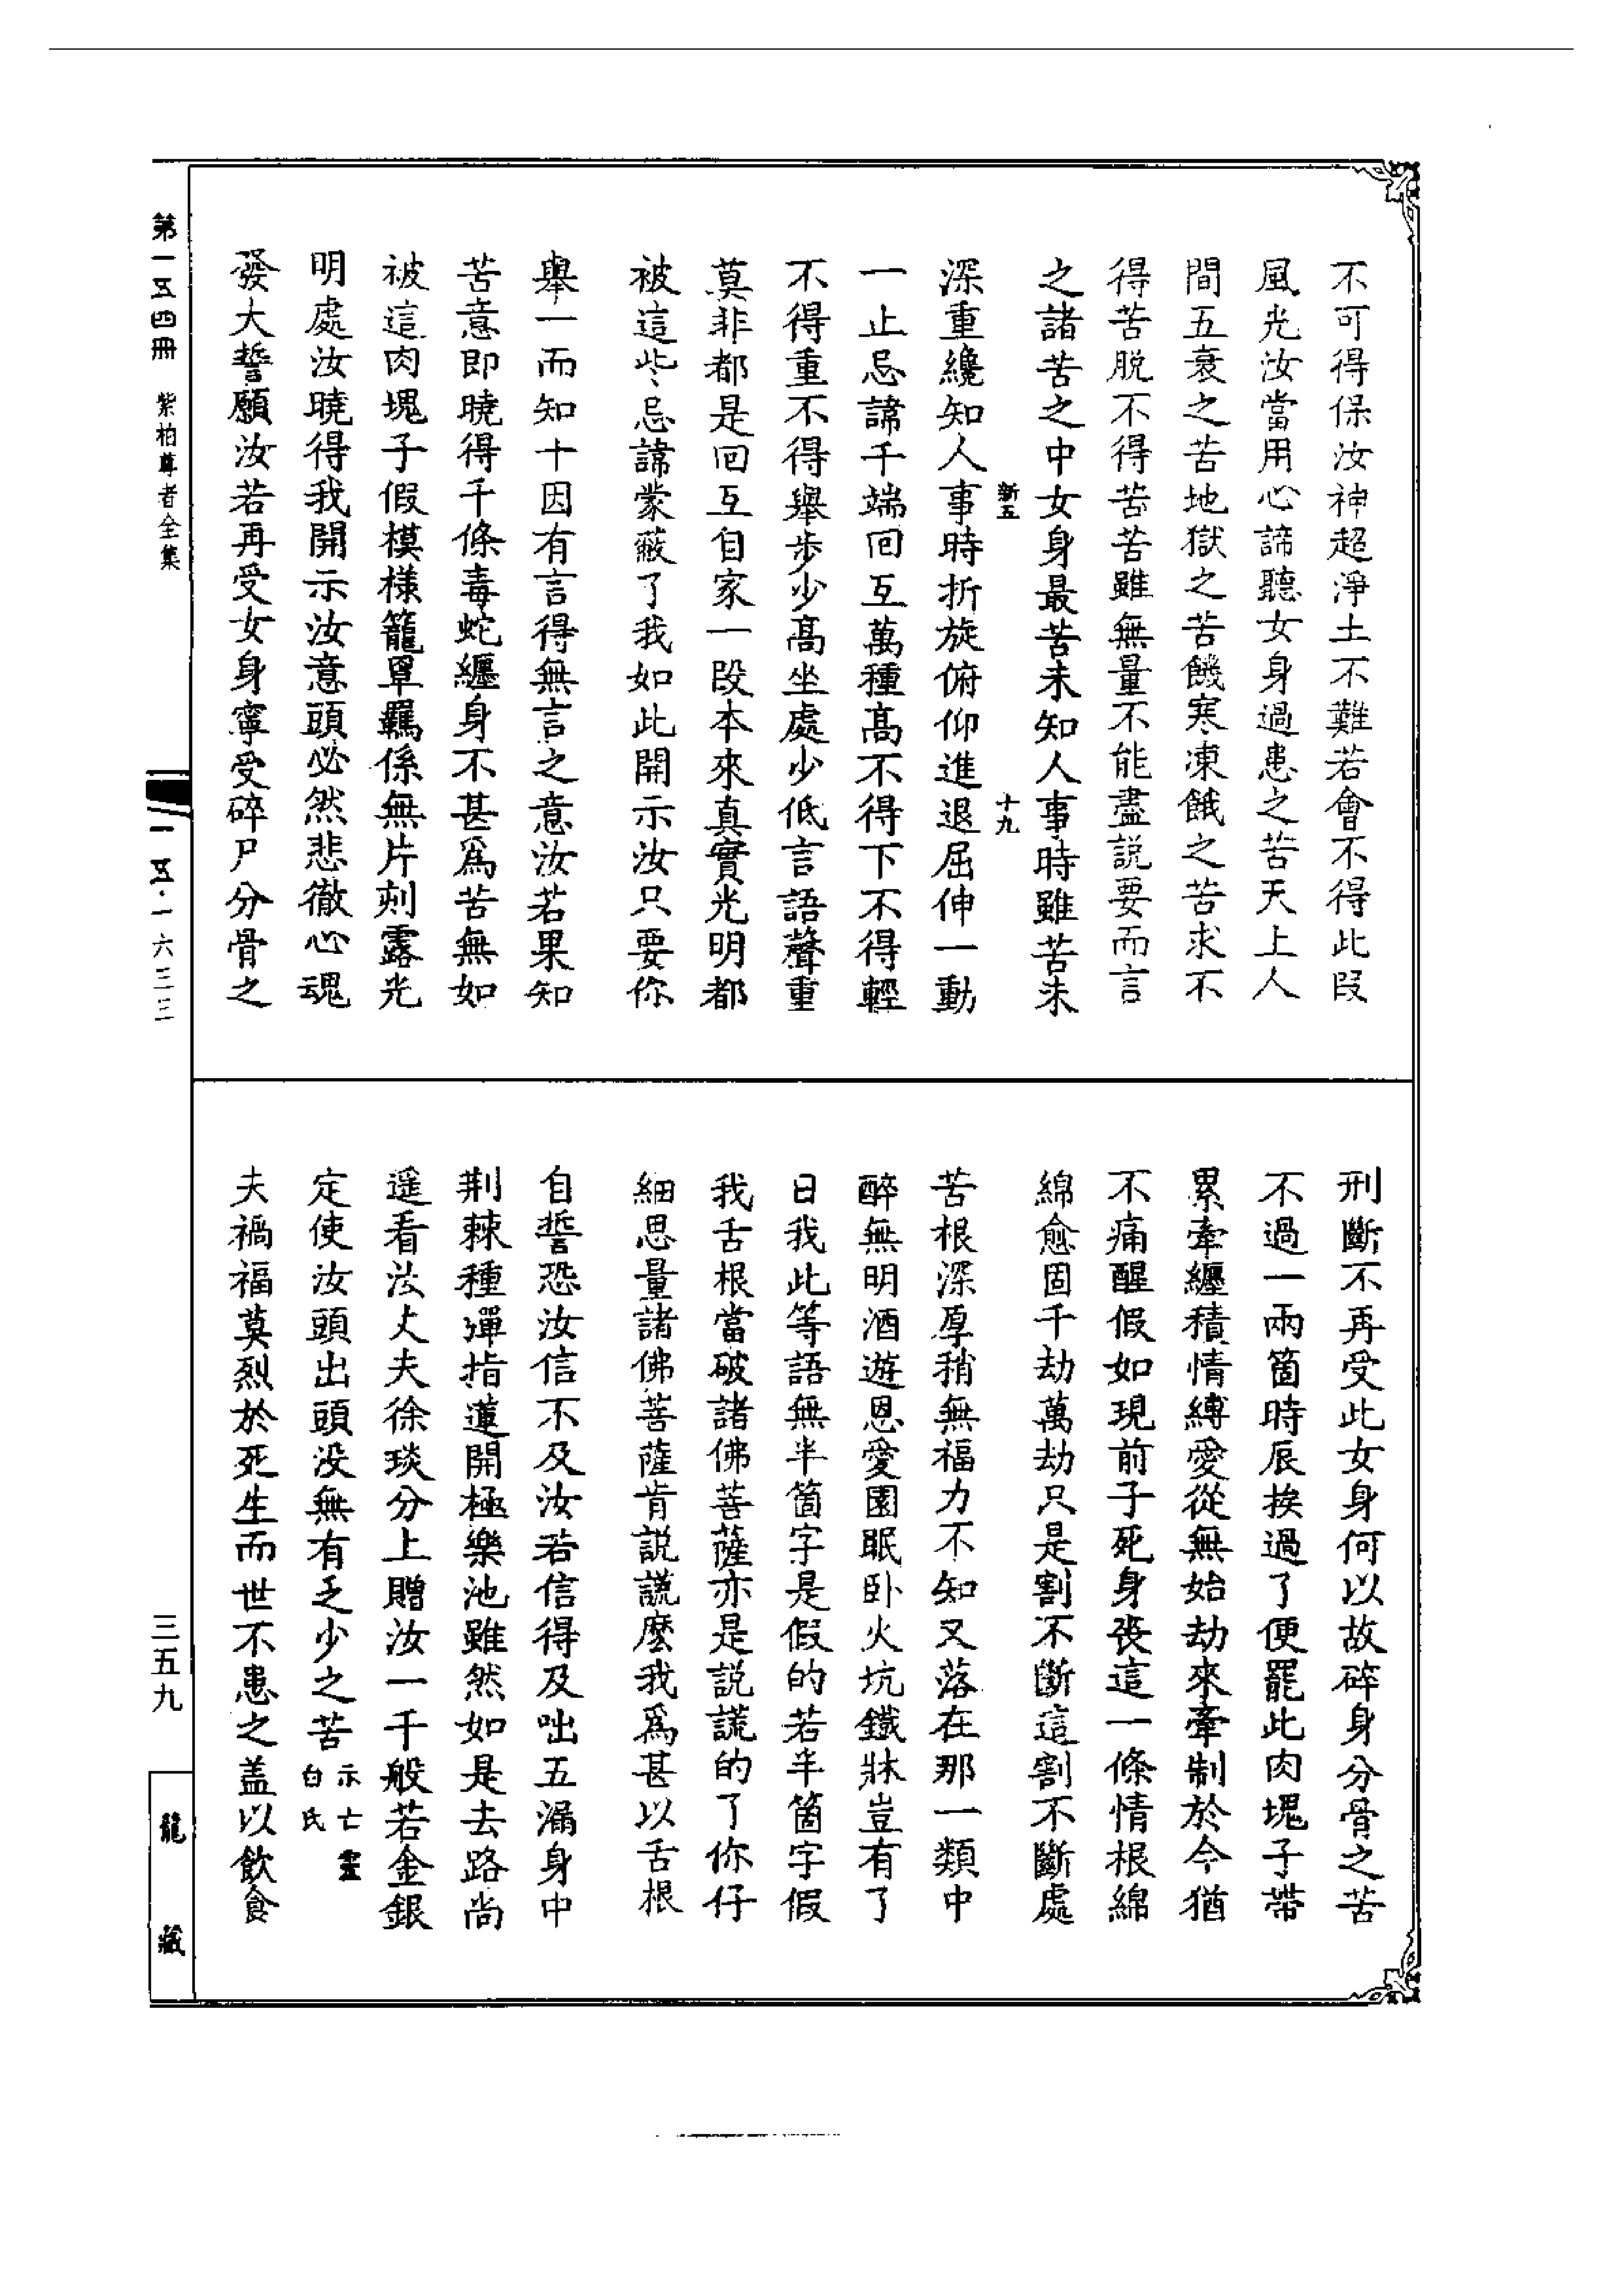 不可得保汝神超淨土不難若會不得此段
風光汝當用心諦聽女身過患之苦天上人
間五衰之苦地獄之苦饑寒凍餓之苦求不
得苦脱不得苦苦雖無量不能盡説要而言
之諸苦之中女身最苦未知人事時雖苦未
新五 十九
深重纔知人事時折旋俯仰進退屈伸一動
一止忌諱千端回互萬種高不得下不得輕
不得重不得舉步少高坐處少低言語聲重
莫非都是回互自家一段本來真實光明都
被這些忌諱蒙蔽了我如此開示汝只要你
舉一而知十因有言得無言之意汝若果知
苦意即曉得千條毒蛇纏身不甚爲苦無如
被這肉塊子假模樣籠罩羈係無片刻露光
明處汝曉得我開示汝意頭必然悲徹心魂
發大誓願汝若再受女身寧受碎尸分骨之
刑斷不再受此女身何以故碎身分骨之苦
不過一兩箇時辰挨過了便罷此肉塊子帶
累牽纏積情縛愛從無始劫來牽制於今猶
不痛醒假如現前子死身喪這一條情根綿
綿愈固千劫萬劫只是割不斷這割不斷處
苦根深厚稍無福力不知又落在那一類中
醉無明酒遊恩愛園眠卧火坑鐵牀豈有了
日我此等語無半箇字是假的若半箇字假
我舌根當破諸佛菩薩亦是説謊的了你仔
細思量諸佛菩薩肯説謊麼我爲甚以舌根
自誓恐汝信不及汝若信得及咄五漏身中
荆棘種彈指蓮開極樂池雖然如是去路尚
遥看汝丈夫徐琰分上贈汝一千般若金銀
定使汝頭出頭没無有乏少之苦 示亡靈白氏
夫禍福莫烈於死生而世不患之盖以飲食
第一五四冊 紫柏尊者全集
一五·一六三三
三五九
龍藏